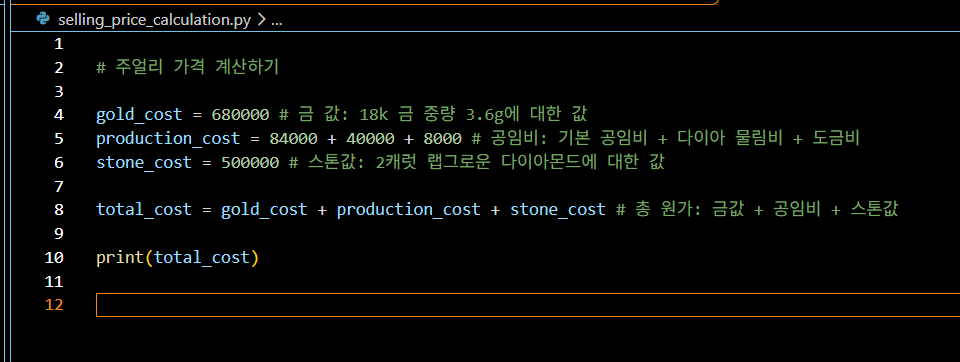 selling_price_calculation.py > ...
1
2 # 주얼리 가격 계산하기
3
4 gold_cost = 680000 # 금 값: 18k 금 중량 3.6g에 대한 값
5 production_cost = 84000 + 40000 + 8000 # 공임비: 기본 공임비 + 다이아 물림비 + 도금비
6 stone_cost = 500000 # 스톤값: 2캐럿 랩그로운 다이아몬드에 대한 값
7
8 total_cost = gold_cost + production_cost + stone_cost # 총 원가: 금값 + 공임비 + 스톤값
9
10 print(total_cost)
11
12